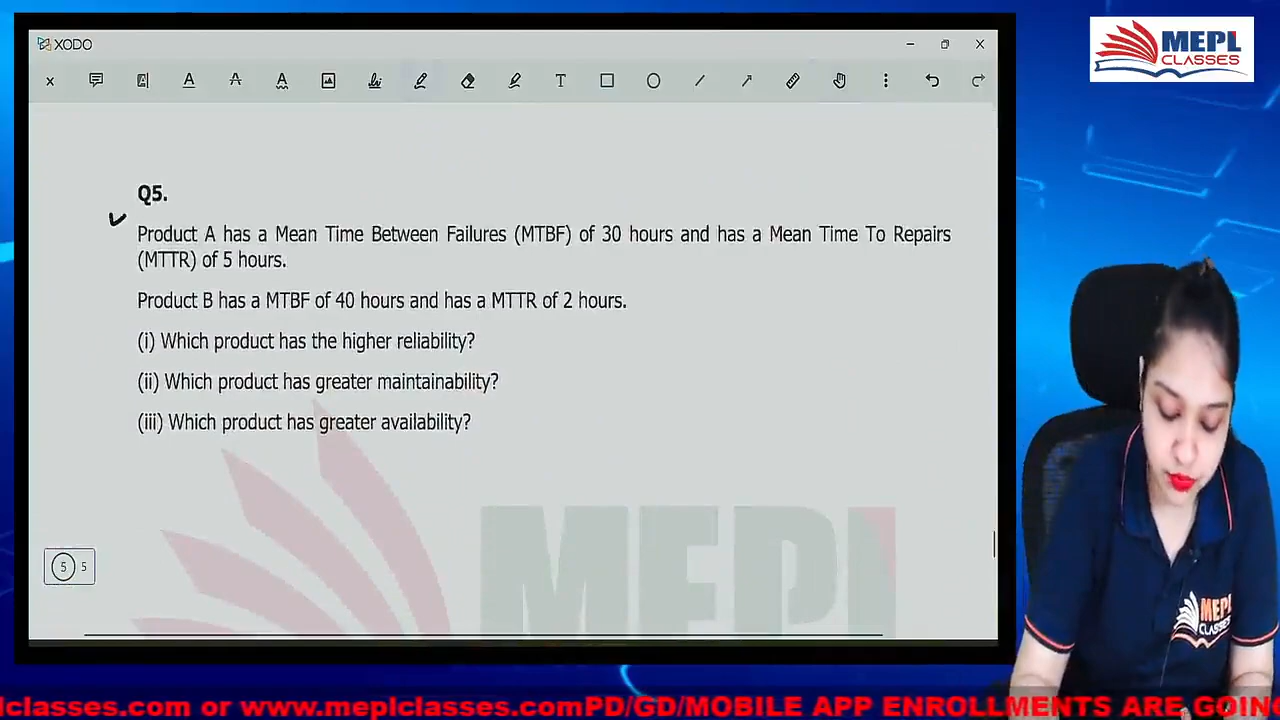 XODO
MEPL
CLASSES
Q5.
Product A has a Mean Time Between Failures (MTBF) of 30 hours and has a Mean Time To Repairs
(MTTR) of 5 hours.
Product B has a MTBF of 40 hours and has a MTTR of 2 hours.
(i) Which product has the higher reliability?
(ii) Which product has greater maintainability?
(iii) Which product has greater availability?
MEPL
5 5
MEPL
CLASSES
plclasses.com or www.meplclasses.comPD/GD/MOBILE APP ENROLLMENTS ARE GOIN